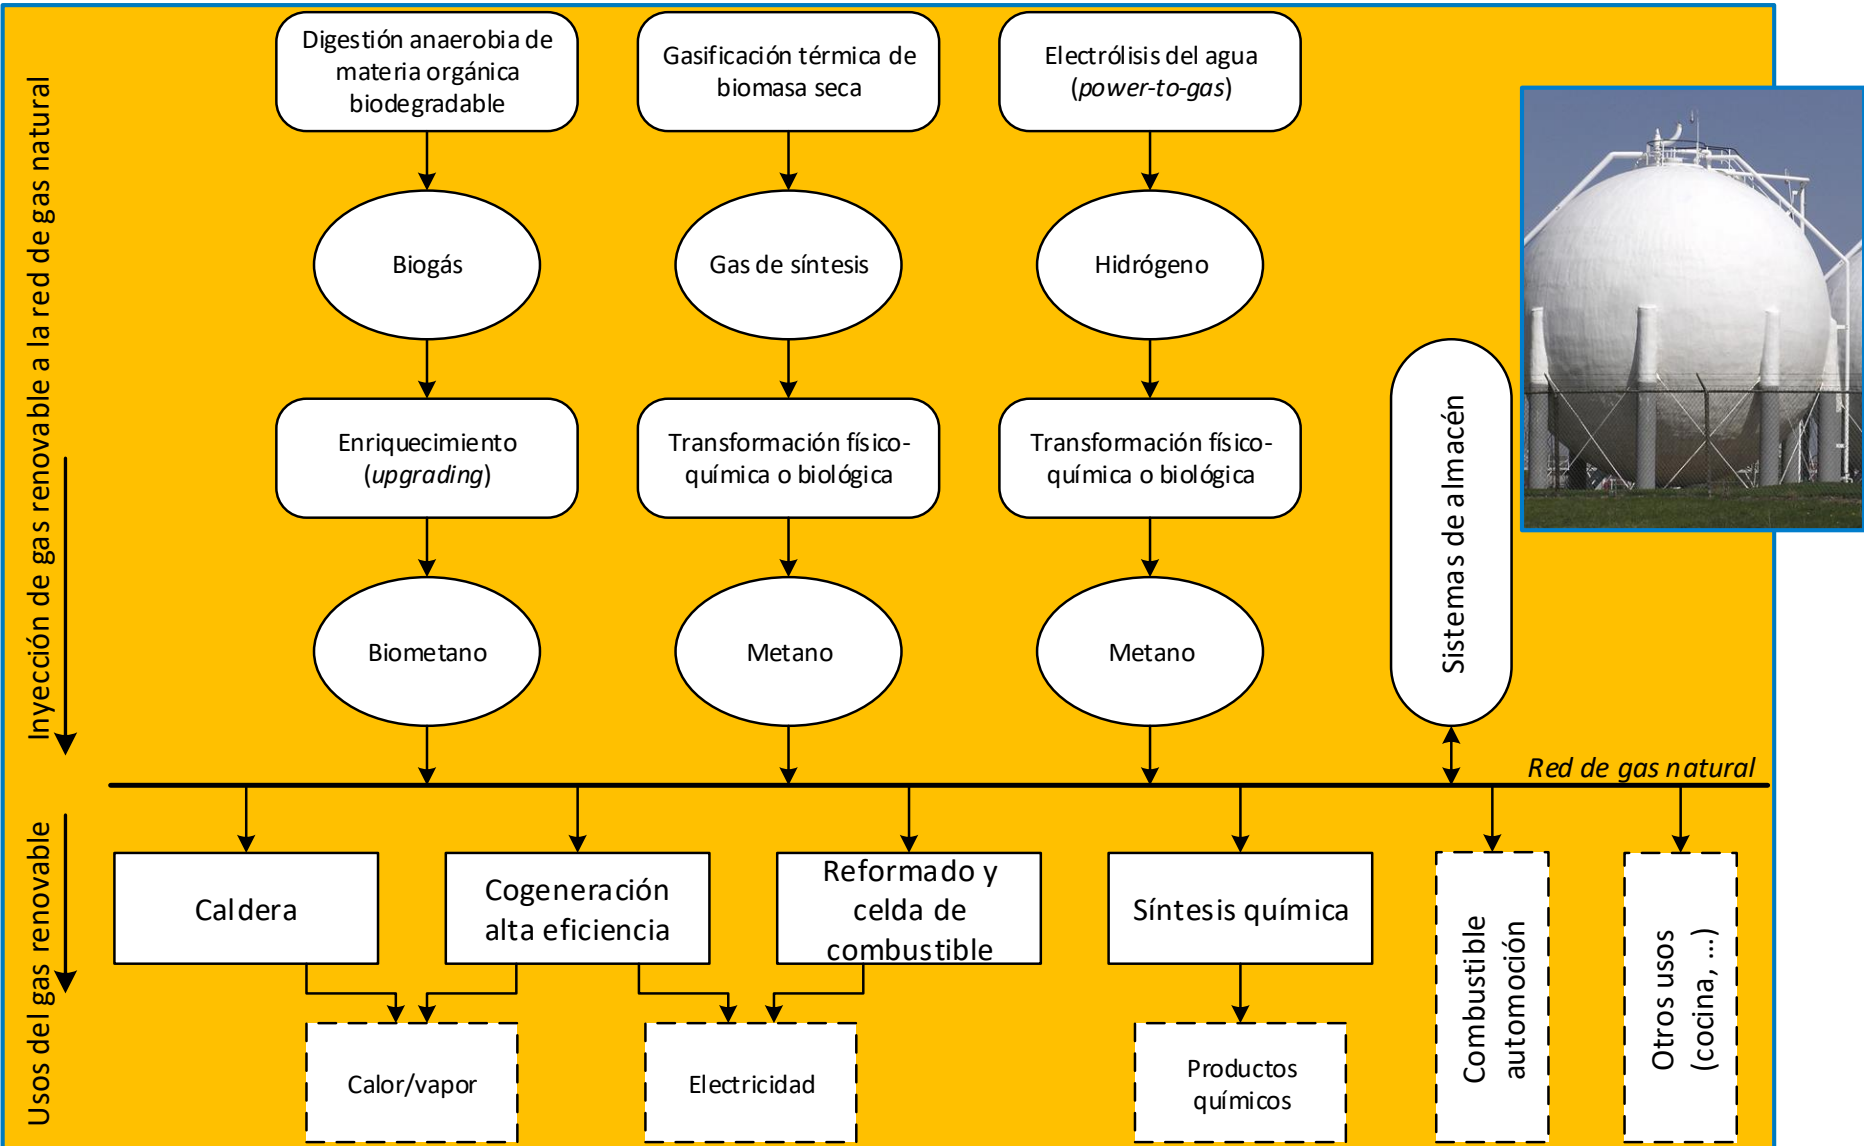 Inyección de gas renovable a la red de gas natural
Digestión anaerobia de
materia orgánica
biodegradable
Gasificación térmica de
biomasa seca
Electrólisis del agua
(power-to-gas)
Biogás
Gas de síntesis
Hidrógeno
Enriquecimiento
(upgrading)
Transformación físico-
química o biológica
Transformación físico-
química o biológica
Sistemas de almacén
Biometano
Metano
Metano
Red de gas natural
Usos del gas renovable
Caldera
Cogeneración
alta eficiencia
Reformado y
celda de
combustible
Síntesis química
Combustible
automoción
Otros usos
(cocina, ...)
Calor/vapor
Electricidad
Productos
químicos